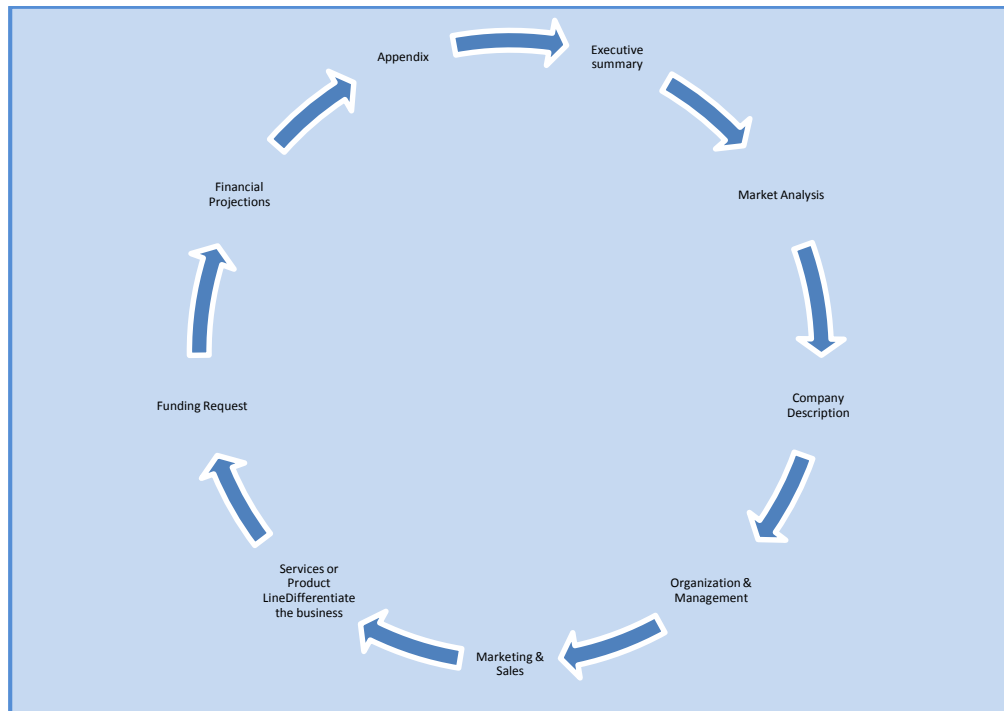 Executive
summary
Market Analysis
Company
Description
Organization &
Management
Marketing &
Sales
Services or
Product
LineDifferentiate
the business
Funding Request
Financial
Projections
Appendix